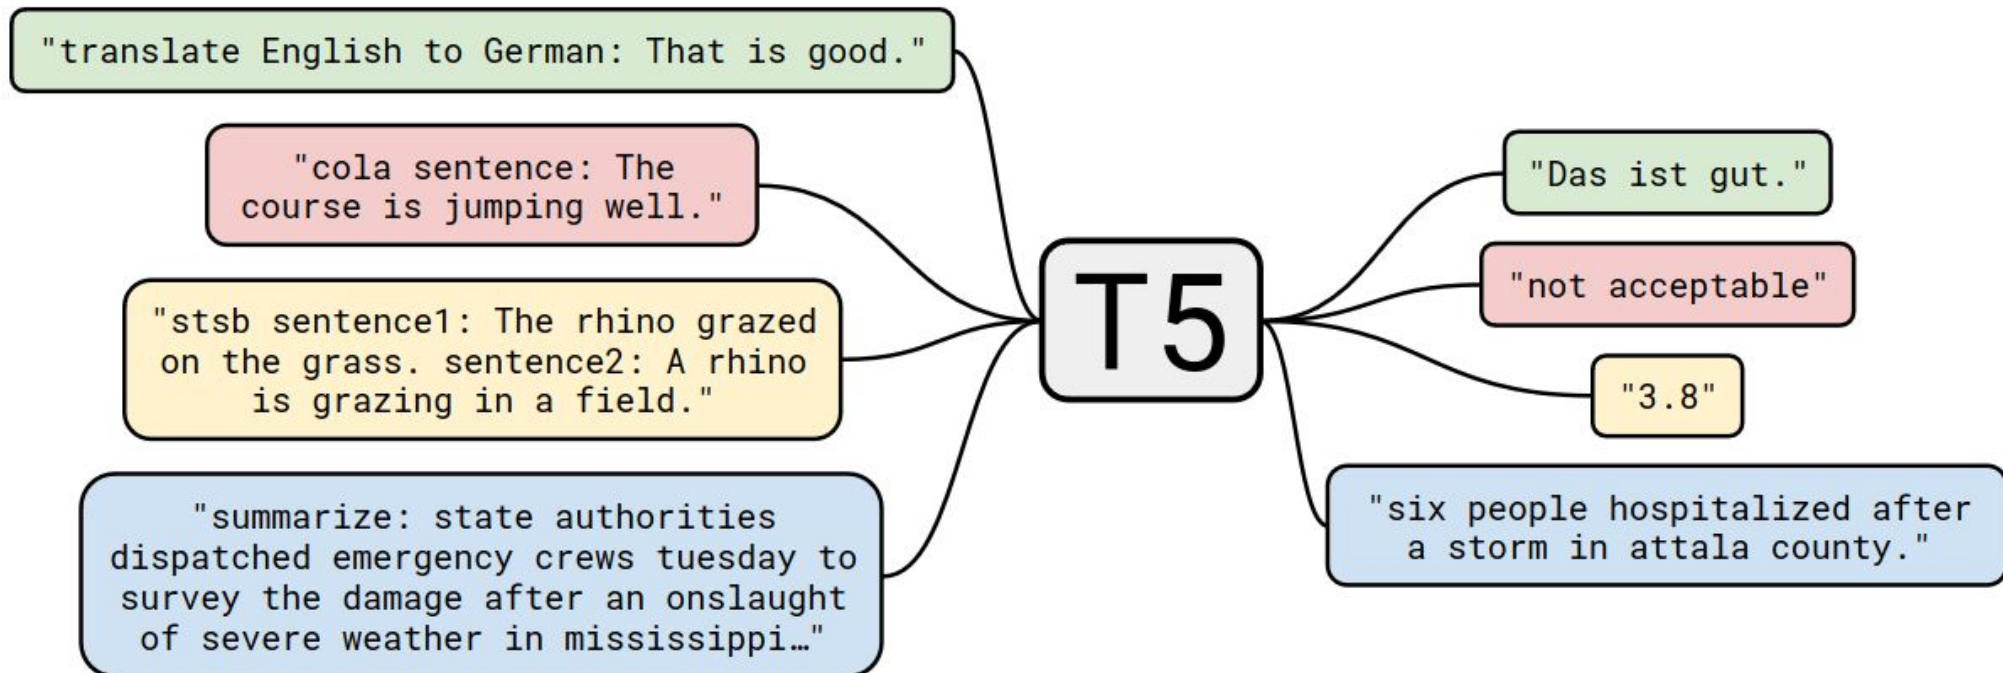 "translate English to German: That is good."
"cola sentence: The
course is jumping well."
"stsb sentence1: The rhino grazed
on the grass. sentence2: A rhino
is grazing in a field."
"summarize: state authorities
dispatched emergency crews tuesday to
survey the damage after an onslaught
of severe weather in mississippi…"
T5
"Das ist gut."
"not acceptable"
"3.8"
"six people hospitalized after
a storm in attala county."